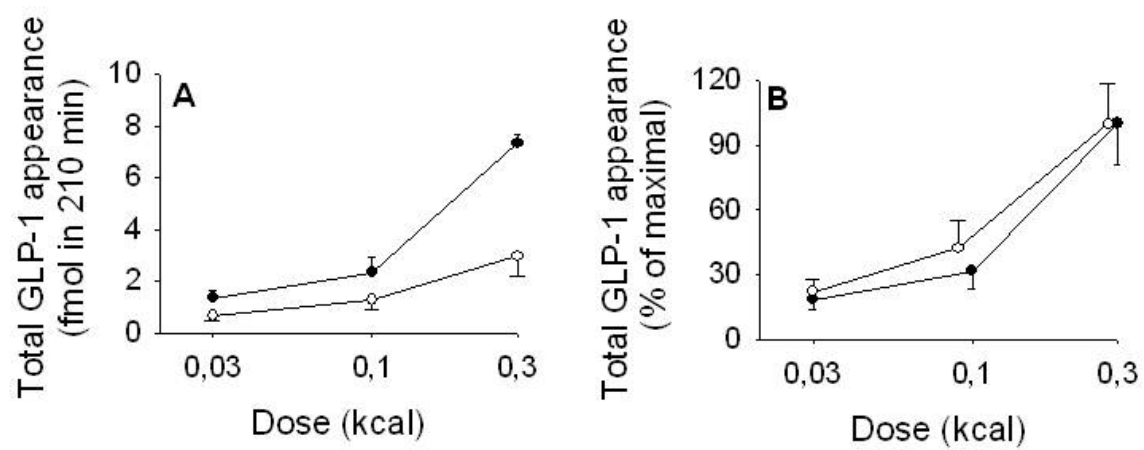 Total GLP-1 appearance
(fmol in 210 min)
10
8
6
4
2
0
A
0,03
0,1
0,3
Dose (kcal)
Total GLP-1 appearance
(% of maximal)
120
90
60
30
0
B
0,03
0,1
0,3
Dose (kcal)